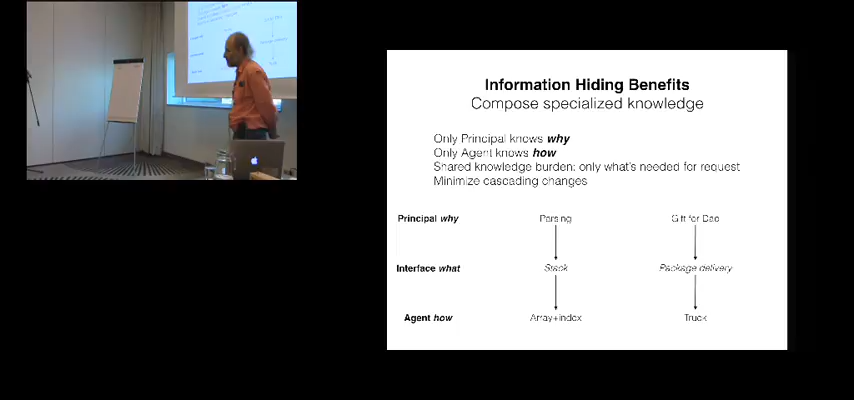 Information Hiding Benefits
Compose specialized knowledge
Only Principal knows why
Only Agent knows how
Shared knowledge burden: only what's needed for request
Minimize cascading changes
Principal why
Parsing
Gift for Dad
Interface what
Stack
Package delivery
Agent how
Array+Index
Truck